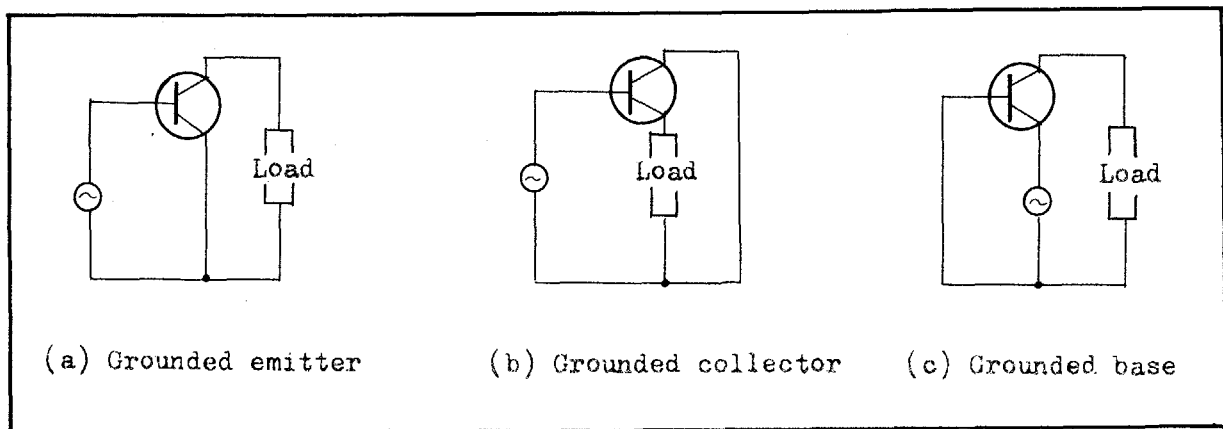 Load
Load
Load
(a) Grounded emitter
(b) Grounded collector
(c) Grounded base